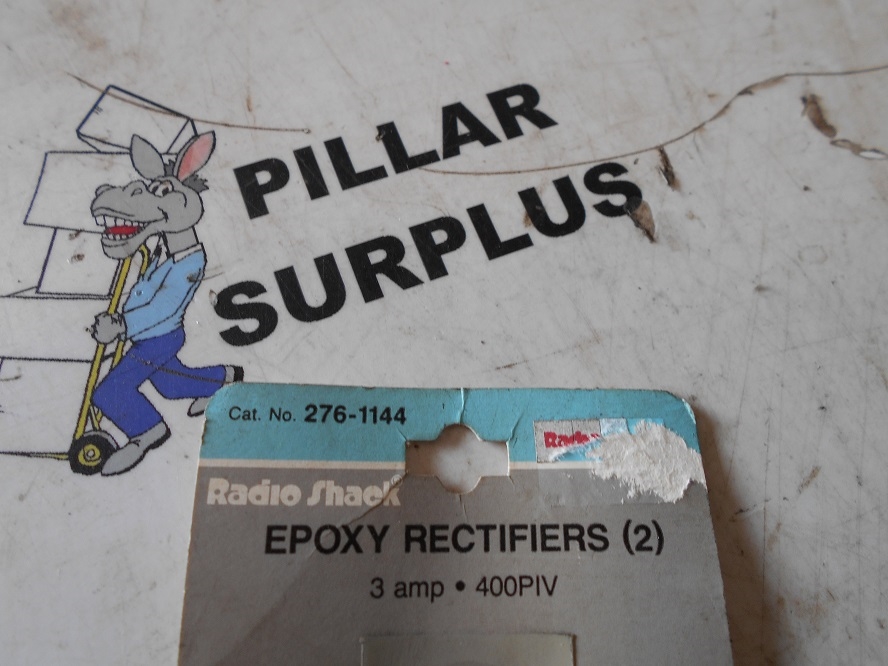 PILLAR
SURPLUS
Cat. No. 276-1144
Radio Shack
EPOXY RECTIFIERS (2)
3 amp • 400PIV